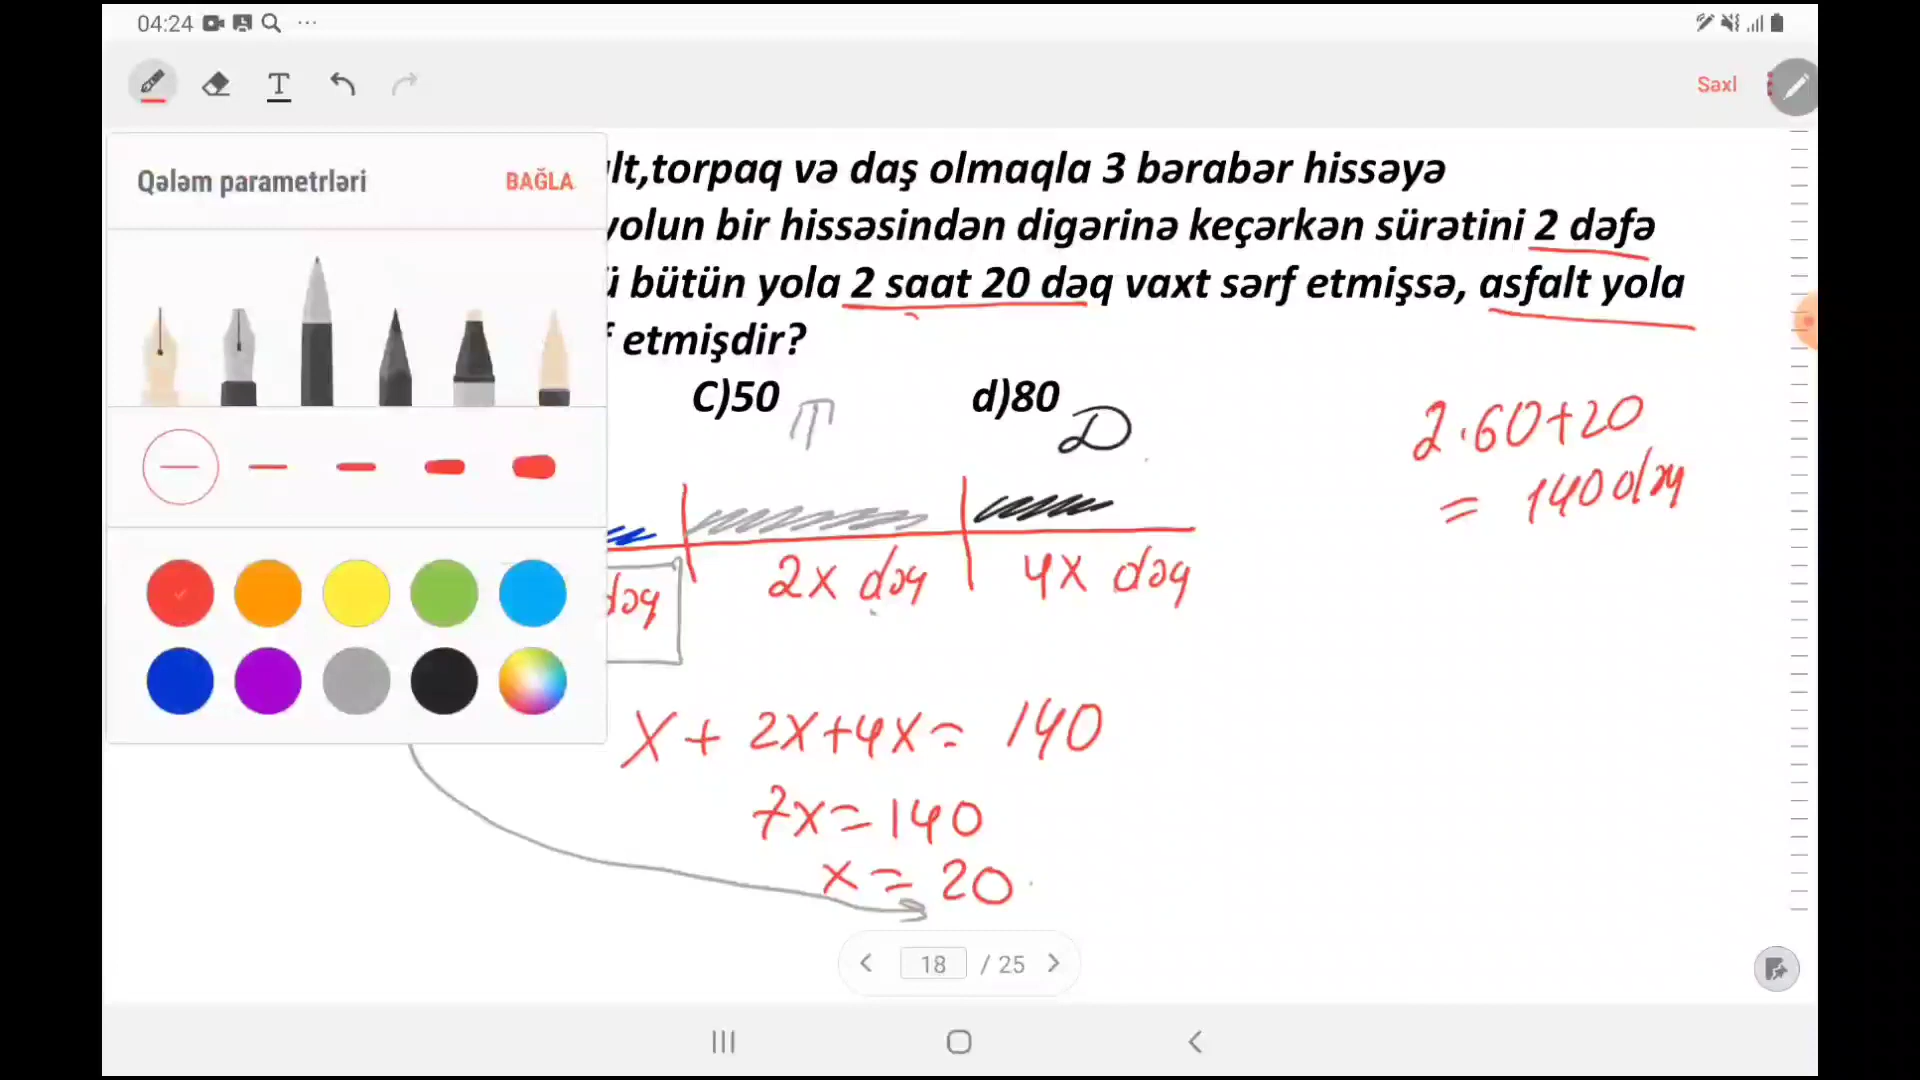 04:24
Saxl
Qələm parametrləri
BAĞLA
lt,torpaq və daş olmaqla 3 bərabər hissəyə
yolun bir hissəsindən digərinə keçərkən sürətini 2 dəfə
ü bütün yola 2 saat 20 dəq vaxt sərf etmişsə, asfalt yola
etmişdir?
C)50
d)80
T
D
2·60+20
= 140 dəq
dəq
2x dəq
4x dəq
x + 2x+4x= 140
7x=140
x= 20
18 / 25